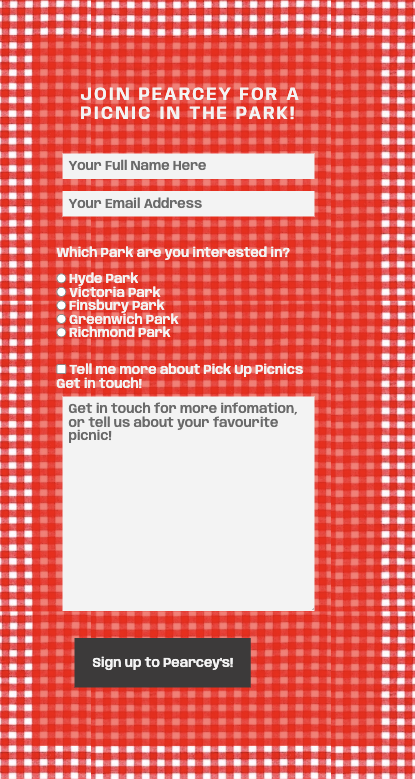 JOIN PEARCEY FOR A
PICNIC IN THE PARK!
Your Full Name Here
Your Email Address
Which Park are you interested in?
Hyde Park
Victoria Park
Finsbury Park
Greenwich Park
Richmond Park
Tell me more about Pick Up Picnics
Get in touch!
Get in touch for more infomation,
or tell us about your favourite
picnic!
Sign up to Pearcey's!